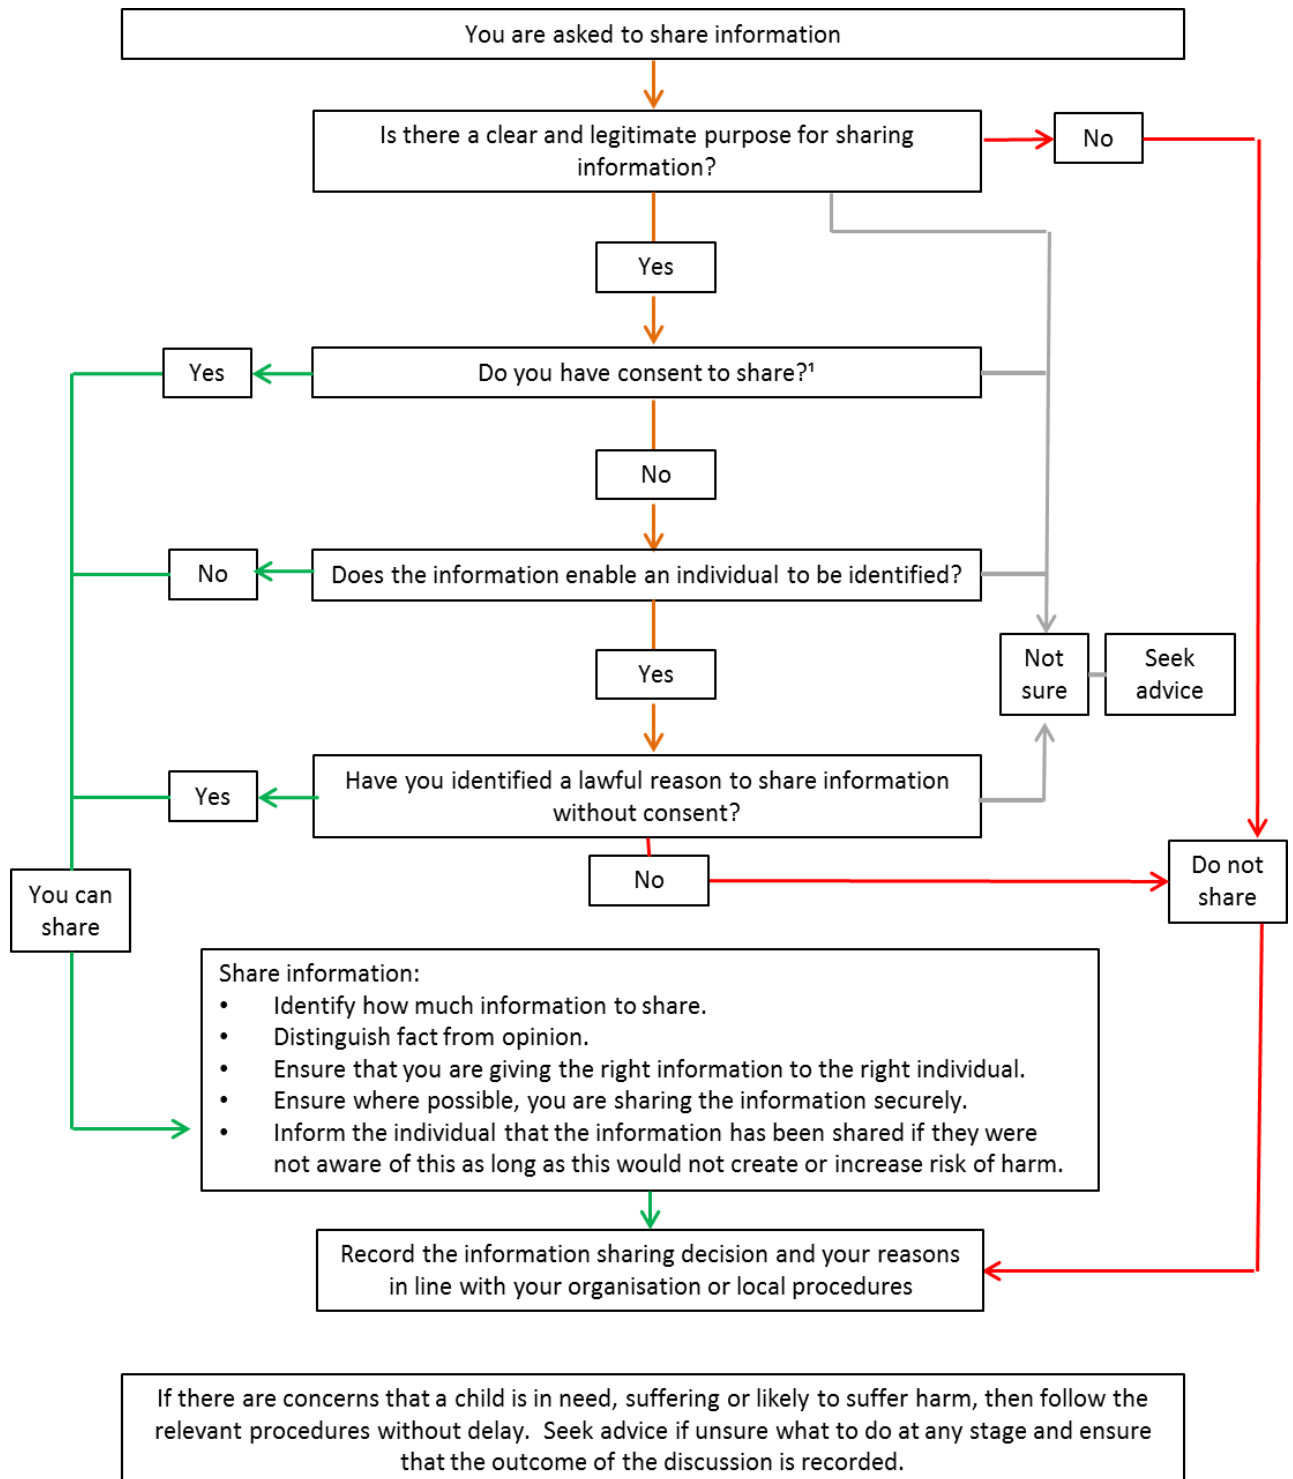 You are asked to share information
Is there a clear and legitimate purpose for sharing
information?
No
Yes
Yes
Do you have consent to share?¹
No
No
Does the information enable an individual to be identified?
Yes
Not
sure
Seek
advice
Yes
Have you identified a lawful reason to share information
without consent?
No
Do not
share
You can
share
Share information:
• Identify how much information to share.
• Distinguish fact from opinion.
• Ensure that you are giving the right information to the right individual.
• Ensure where possible, you are sharing the information securely.
• Inform the individual that the information has been shared if they were
not aware of this as long as this would not create or increase risk of harm.
Record the information sharing decision and your reasons
in line with your organisation or local procedures
If there are concerns that a child is in need, suffering or likely to suffer harm, then follow the
relevant procedures without delay.  Seek advice if unsure what to do at any stage and ensure
that the outcome of the discussion is recorded.